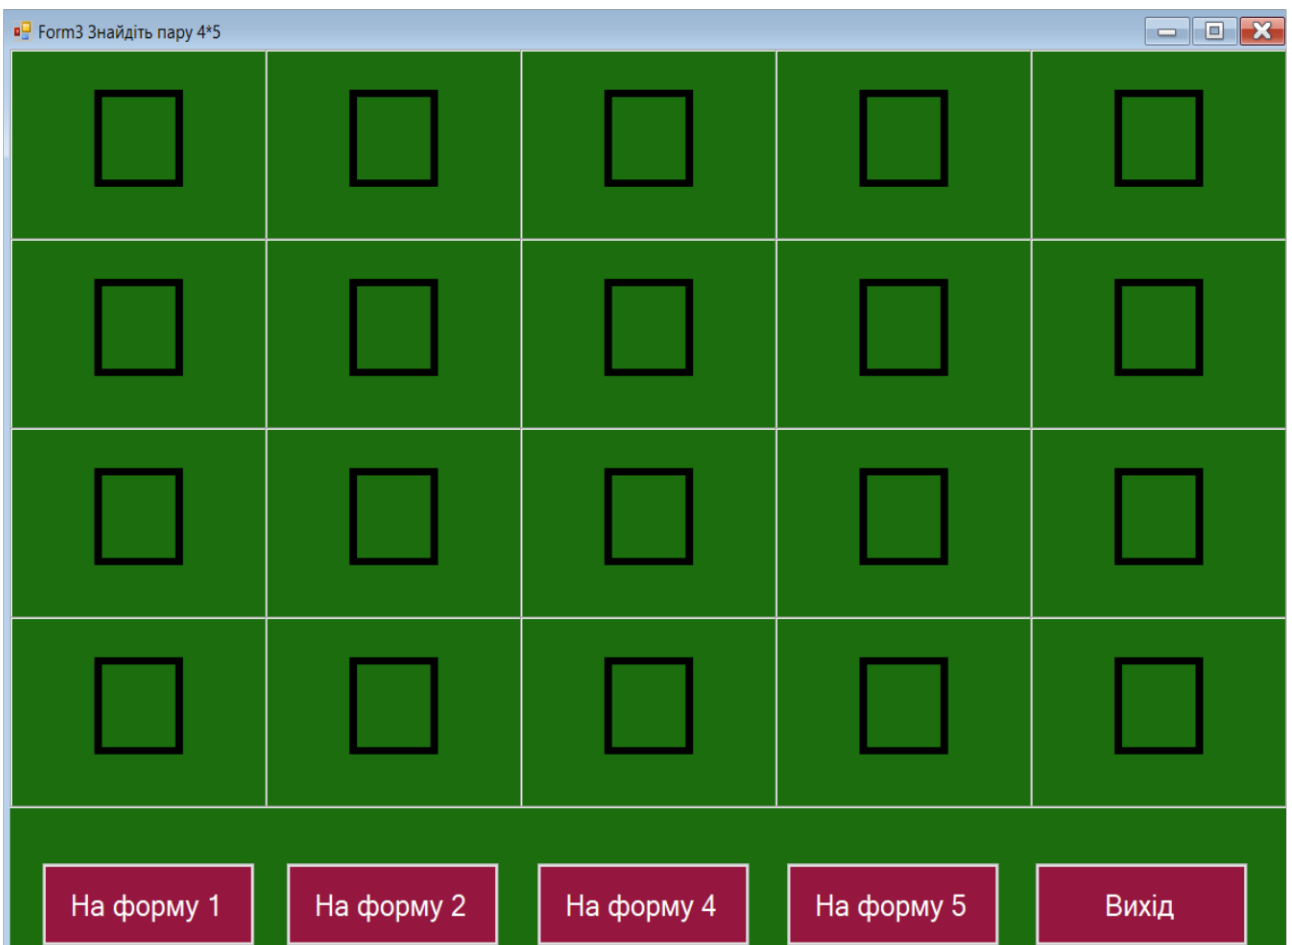 Form3 Знайдіть пару 4*5
На форму 1
На форму 2
На форму 4
На форму 5
Вихід